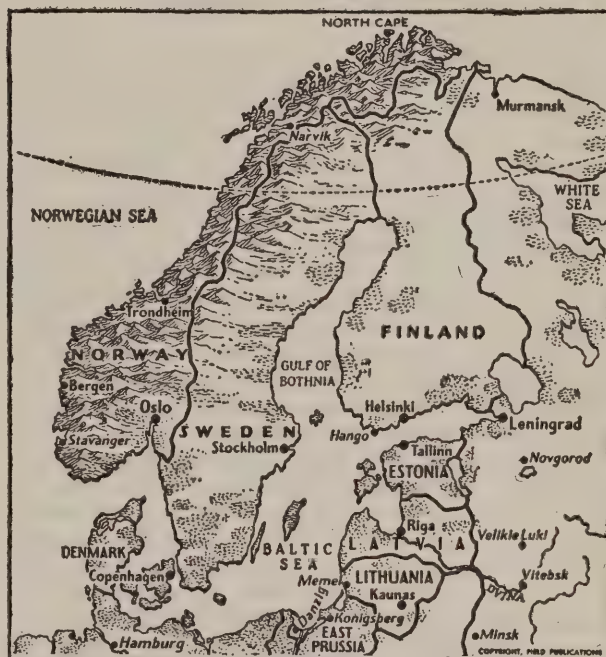 NORTH CAPE
Murmansk
Narvik
WHITE
SEA
NORWEGIAN SEA
Trondheim
FINLAND
NORWAY
GULF OF
BOTHNIA
Bergen
Oslo
Helsinki
Leningrad
Stavanger
SWEDEN
Hango
Stockholm
Tallinn
ESTONIA
Novgorod
Riga
Velikie Luki
DENMARK
BALTIC
SEA
LATVIA
Copenhagen
Memel
LITHUANIA
Kaunas
DVINA
Vitebsk
Danzig
Konigsberg
EAST
PRUSSIA
Hamburg
Minsk
COPYRIGHT, FIELD PUBLICATIONS